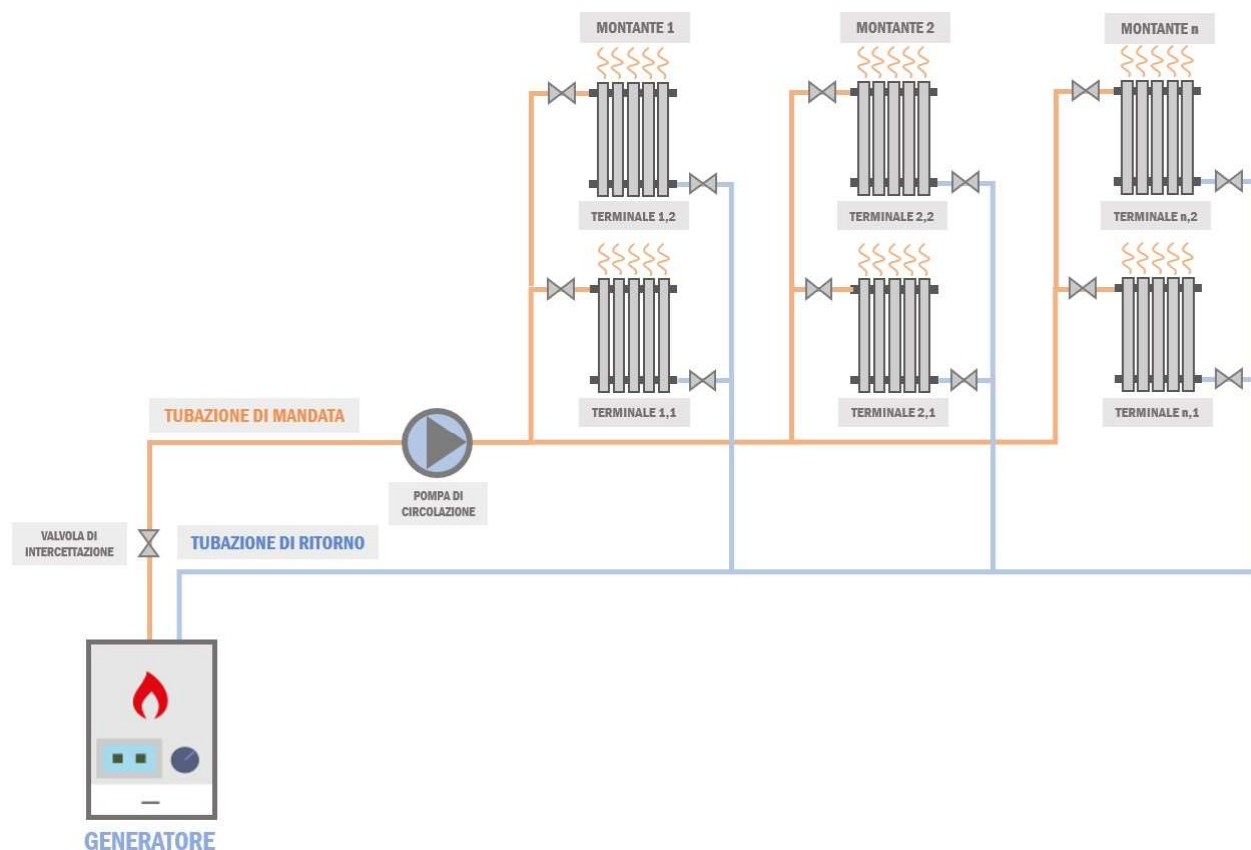 MONTANTE 1
MONTANTE 2
MONTANTE n
TERMINALE 1,2
TERMINALE 2,2
TERMINALE n,2
TERMINALE 1,1
TERMINALE 2,1
TERMINALE n,1
TUBAZIONE DI MANDATA
POMPA DI
CIRCOLAZIONE
VALVOLA DI
INTERCETTAZIONE
TUBAZIONE DI RITORNO
GENERATORE